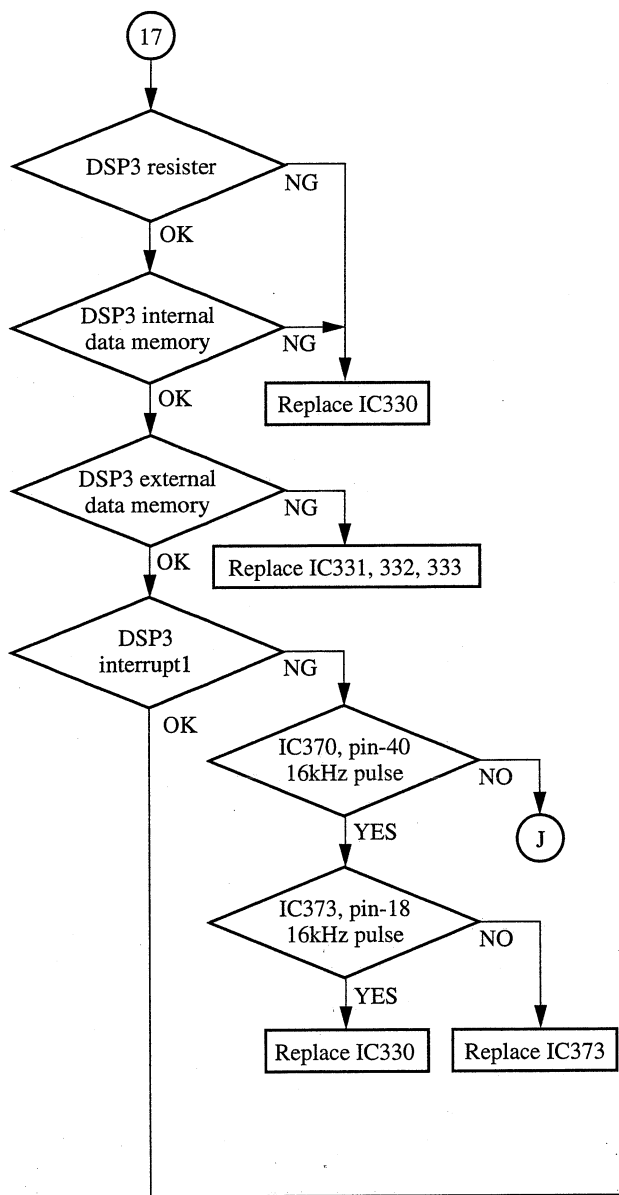 17
DSP3 resister
NG
OK
DSP3 internal
data memory
NG
OK
Replace IC330
DSP3 external
data memory
NG
OK
Replace IC331, 332, 333
DSP3
interrupt1
NG
OK
IC370, pin-40
16kHz pulse
NO
YES
J
IC373, pin-18
16kHz pulse
NO
YES
Replace IC330
Replace IC373